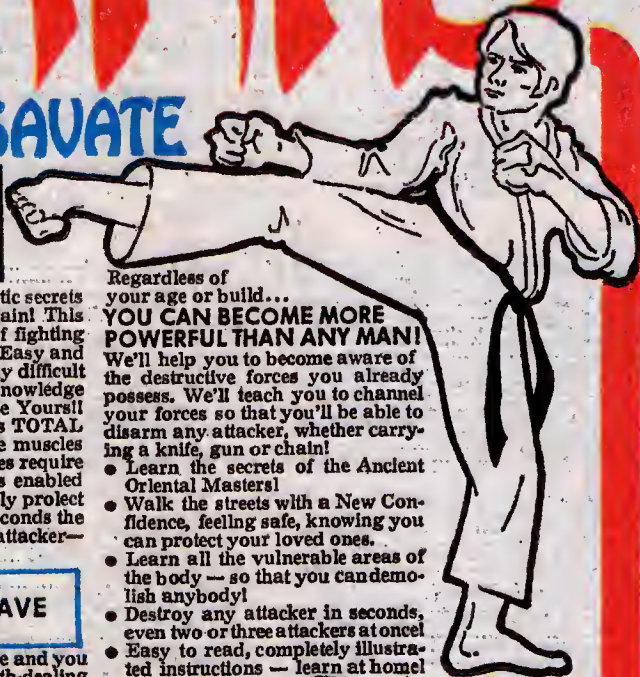 SAVATE
tic secrets
ain! This
f fighting
Easy and
y difficult
nowledge
e Yours!!
s TOTAL
e muscles
es require
s enabled
ly protect
conds the
attacker—
AVE
e and you
th-dealing
Regardless of
your age or build...
YOU CAN BECOME MORE
POWERFUL THAN ANY MAN!
We'll help you to become aware of
the destructive forces you already
possess. We'll teach you to channel
your forces so that you'll be able to
disarm any attacker, whether carry-
ing a knife, gun or chain!
• Learn the secrets of the Ancient
Oriental Masters!
• Walk the streets with a New Con-
fidence, feeling safe, knowing you
can protect your loved ones.
• Learn all the vulnerable areas of
the body — so that you can demo-
lish anybody!
• Destroy any attacker in seconds,
even two or three attackers at once!
• Easy to read, completely illustra-
ted instructions — learn at home!